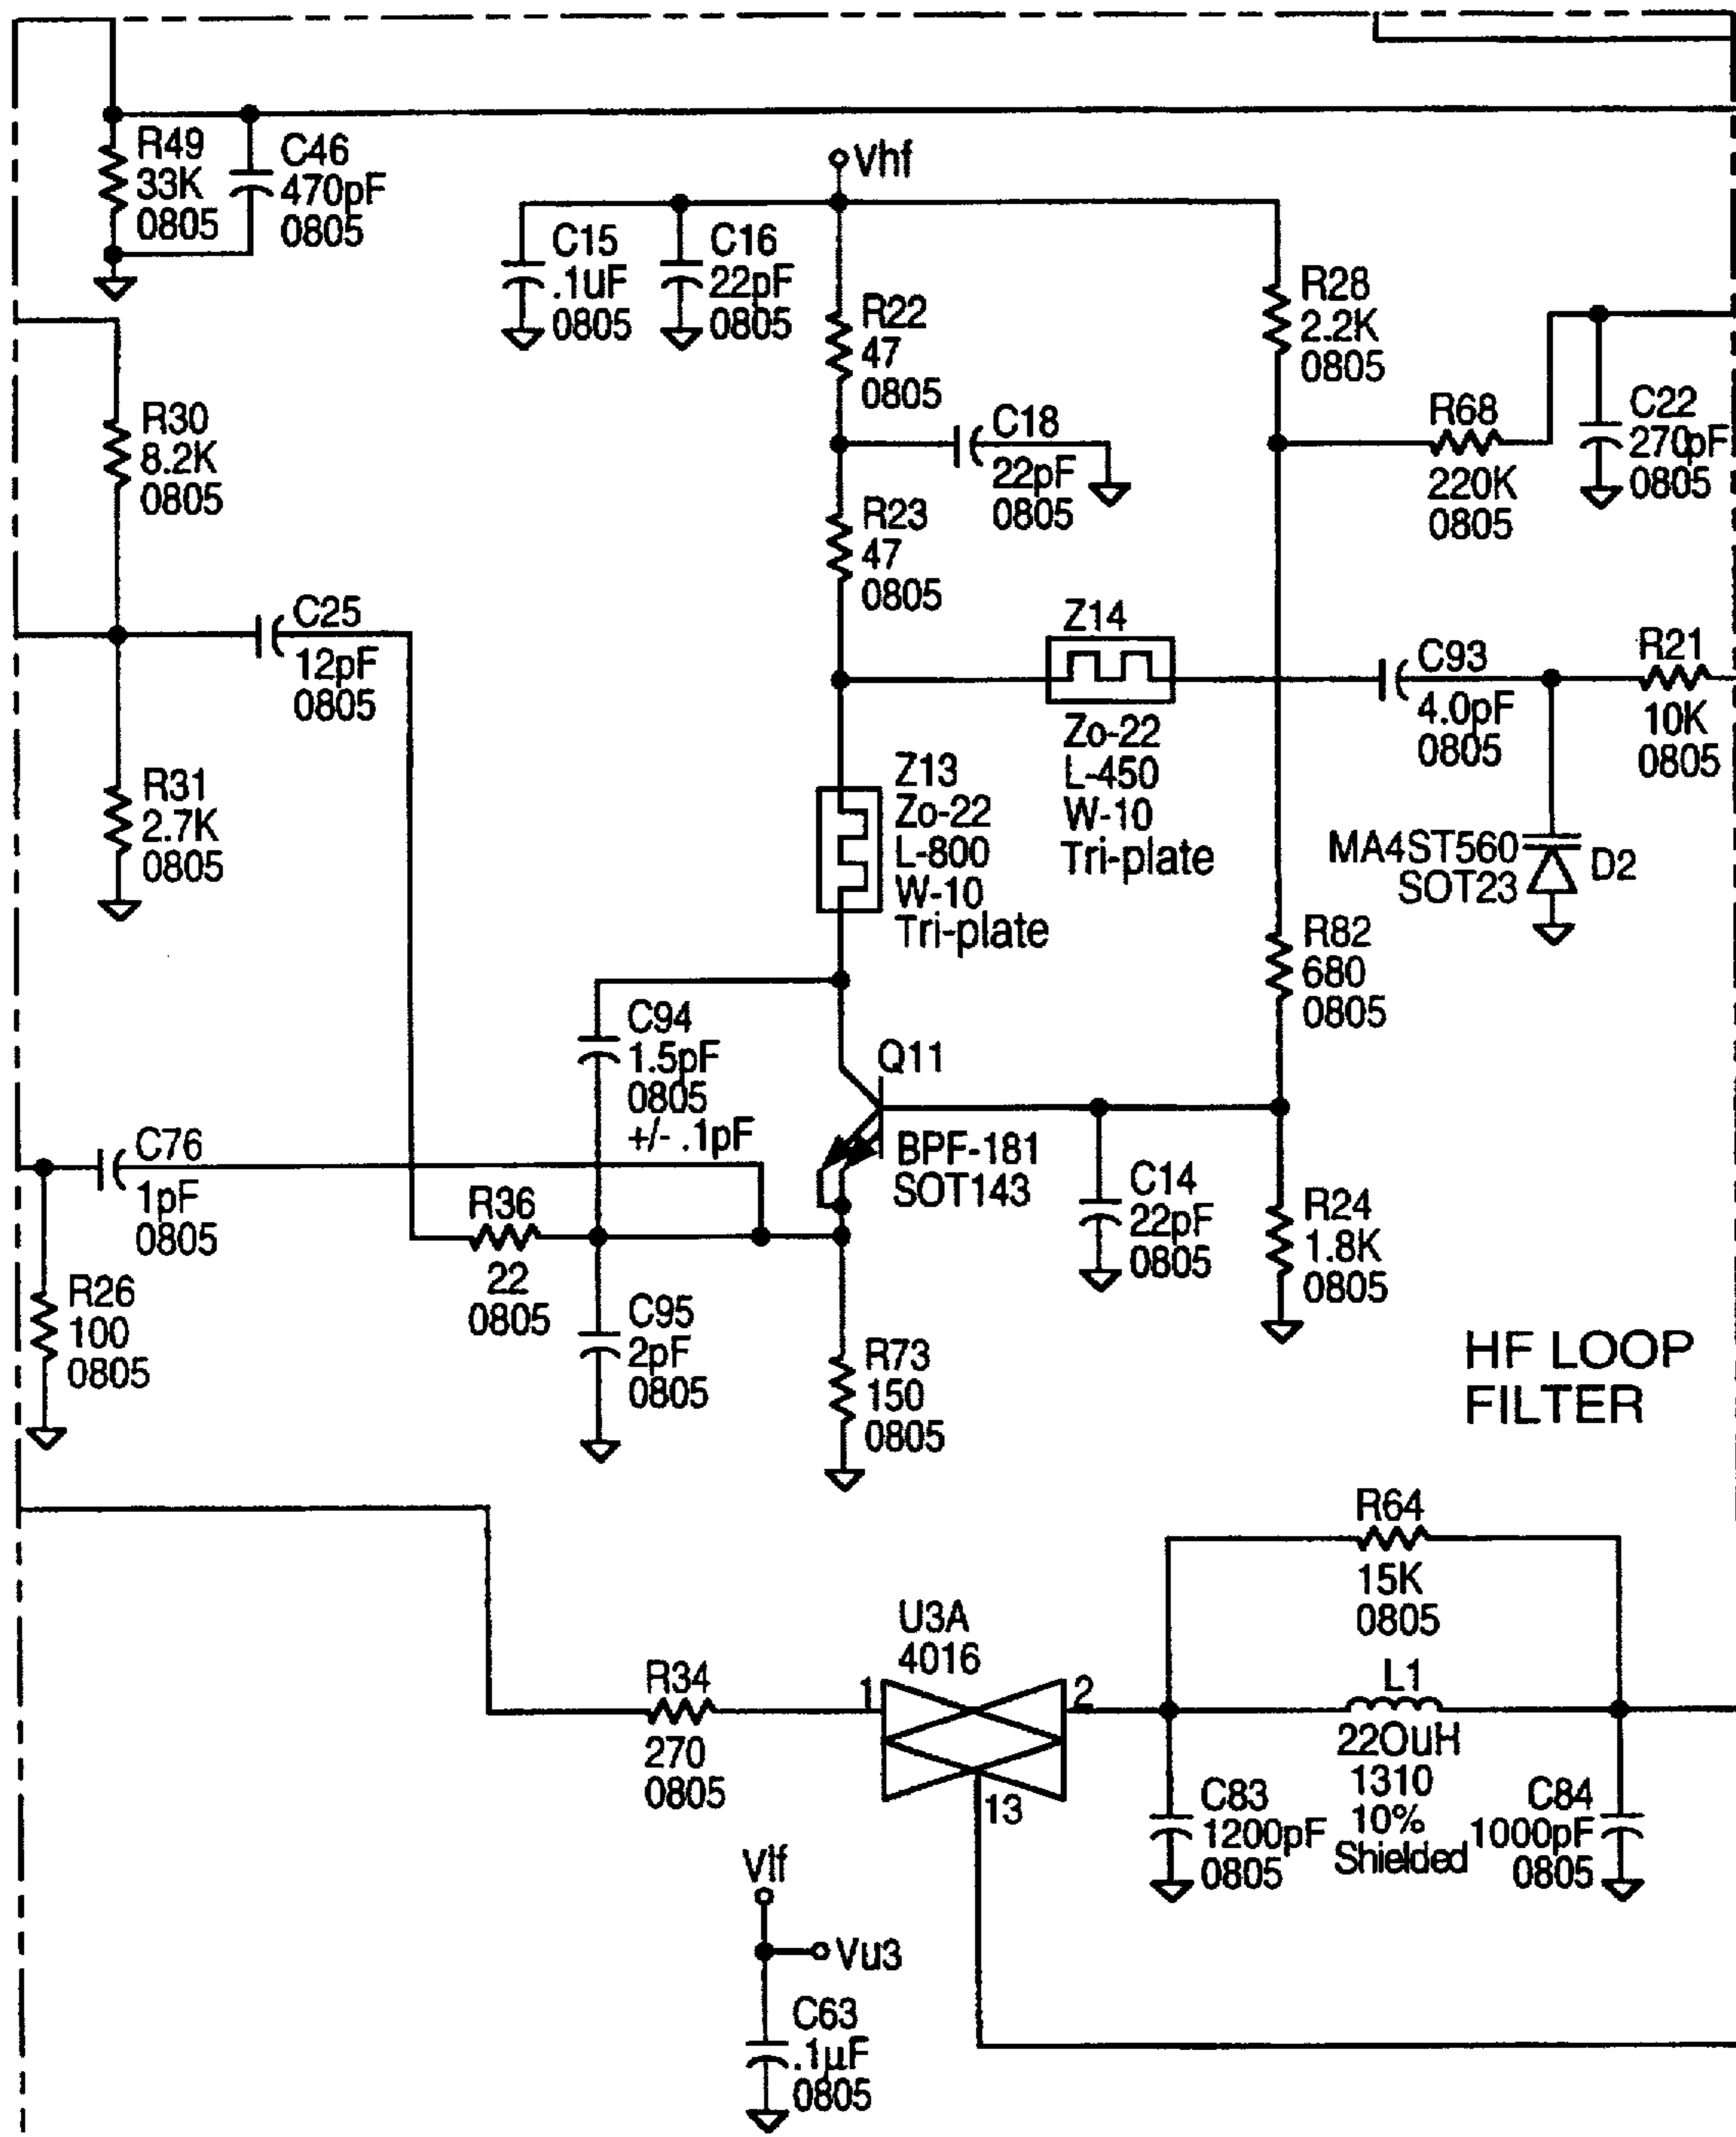 R49
33K
0805
C46
470pF
0805
Vhf
C15
.1uF
0805
C16
22pF
0805
R22
47
0805
R28
2.2K
0805
R30
8.2K
0805
C18
22pF
0805
R68
220K
0805
C22
270pF
0805
R23
47
0805
C25
12pF
0805
Z14
Zo-22
L-450
W-10
Tri-plate
C93
4.0pF
0805
R21
10K
0805
R31
2.7K
0805
Z13
Zo-22
L-800
W-10
Tri-plate
MA4ST560
SOT23
D2
R82
680
0805
C94
1.5pF
0805
+/- .1pF
Q11
BPF-181
SOT143
C76
1pF
0805
R36
22
0805
C14
22pF
0805
R24
1.8K
0805
R26
100
0805
C95
2pF
0805
R73
150
0805
HF LOOP
FILTER
R64
15K
0805
U3A
4016
R34
270
0805
1
2
13
L1
22OuH
1310
10%
Shielded
C83
1200pF
0805
C84
1000pF
0805
Vlf
Vu3
C63
.1µF
0805